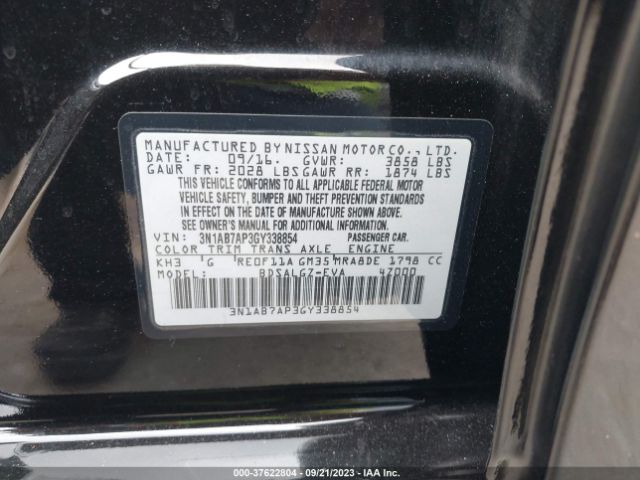 MANUFACTURED BY NISSAN MOTOR CO., LTD.
DATE: 09/16. GVWR: 3858 LBS
GAWR FR: 2028 LBS GAWR RR: 1874 LBS
THIS VEHICLE CONFORMS TO ALL APPLICABLE FEDERAL MOTOR
VEHICLE SAFETY, BUMPER AND THEFT PREVENTION STANDARDS
IN EFFECT ON THE DATE OF MANUFACTURE SHOWN ABOVE.
SEE OWNER'S MANUAL FOR ADDITIONAL INFORMATION
VIN: 3N1AB7AP3GY338854 PASSENGER CAR.
COLOR TRIM TRANS AXLE ENGINE
KH3 G RE0F11A GM35 MRA8DE 1798 CC
MODEL: BDSALGZ-EVA 4Z000
3N1AB7AP3GY338854
000-37622804 - 09/21/2023 - IAA Inc.